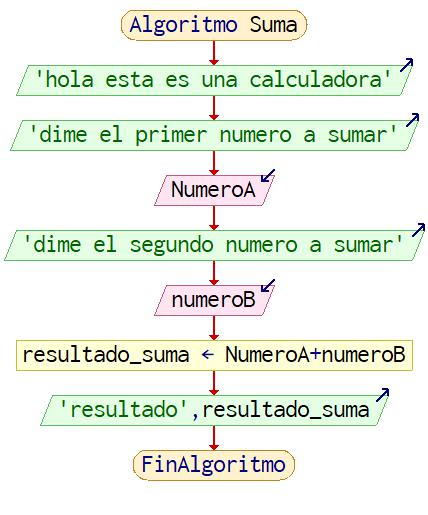 Algoritmo Suma
'hola esta es una calculadora'
'dime el primer numero a sumar'
NumeroA
'dime el segundo numero a sumar'
numeroB
resultado_suma ← NumeroA+numeroB
'resultado',resultado_suma
FinAlgoritmo